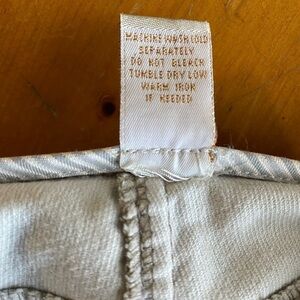 MACHINE WASH COLD
SEPARATELY
DO NOT BLEACH
TUMBLE DRY LOW
WARM IRON
IF NEEDED